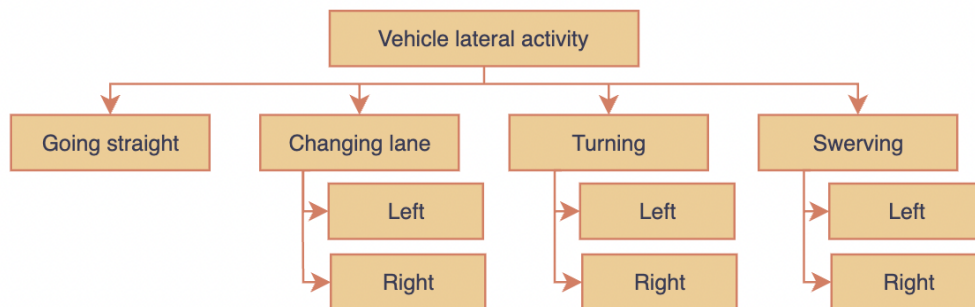 Vehicle lateral activity
Going straight
Changing lane
Turning
Swerving
Left
Left
Left
Right
Right
Right